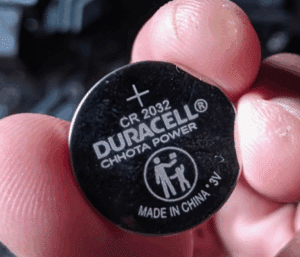 +
CR 2032
DURACELL®
CHHOTA POWER
MADE IN CHINA • 3V